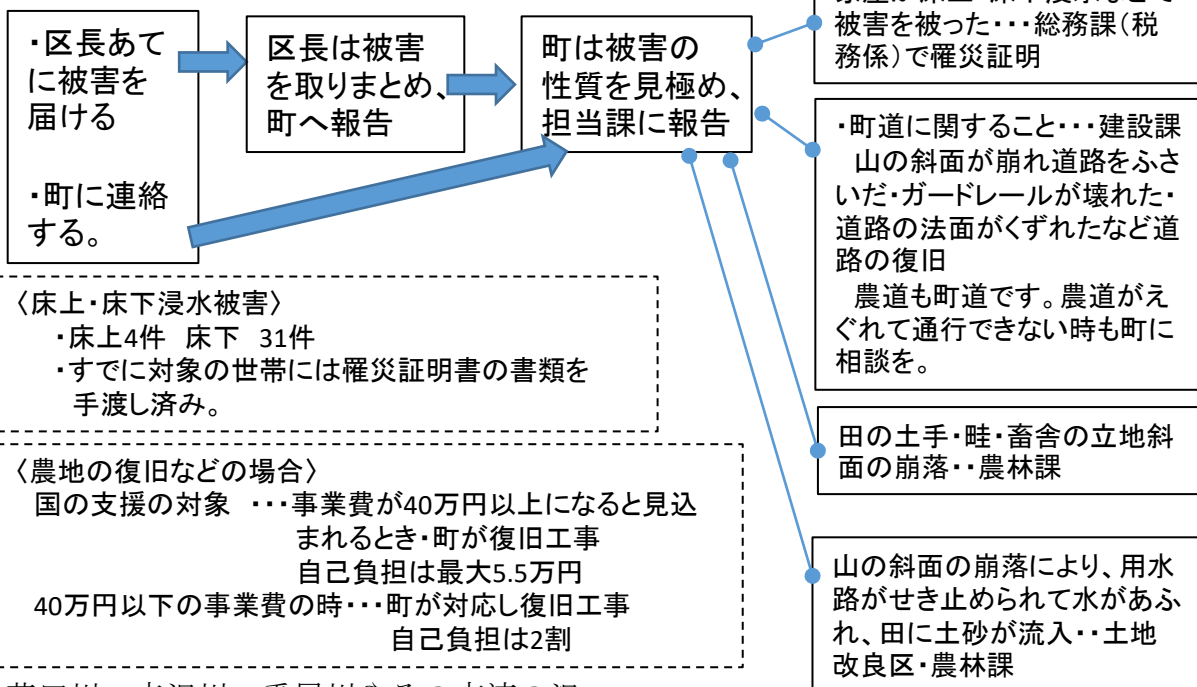 ・区長あて
に被害を
届ける
・町に連絡
する。
区長は被害
を取りまとめ、
町へ報告
町は被害の
性質を見極め、
担当課に報告
被害を被った・・・総務課(税
務係)で罹災証明
・町道に関すること・・・建設課
山の斜面が崩れ道路をふさ
いだ・ガードレールが壊れた・
道路の法面がくずれたなど道
路の復旧
農道も町道です。農道がえ
ぐれて通行できない時も町に
相談を。
田の土手・畦・畜舎の立地斜
面の崩落・・農林課
山の斜面の崩落により、用水
路がせき止められて水があふ
れ、田に土砂が流入・・土地
改良区・農林課
〈床上・床下浸水被害〉
・床上4件 床下 31件
・すでに対象の世帯には罹災証明書の書類を
手渡し済み。
〈農地の復旧などの場合〉
国の支援の対象 ・・・事業費が40万円以上になると見込
まれるとき・町が復旧工事
自己負担は最大5.5万円
40万円以下の事業費の時・・・町が対応し復旧工事
自己負担は2割